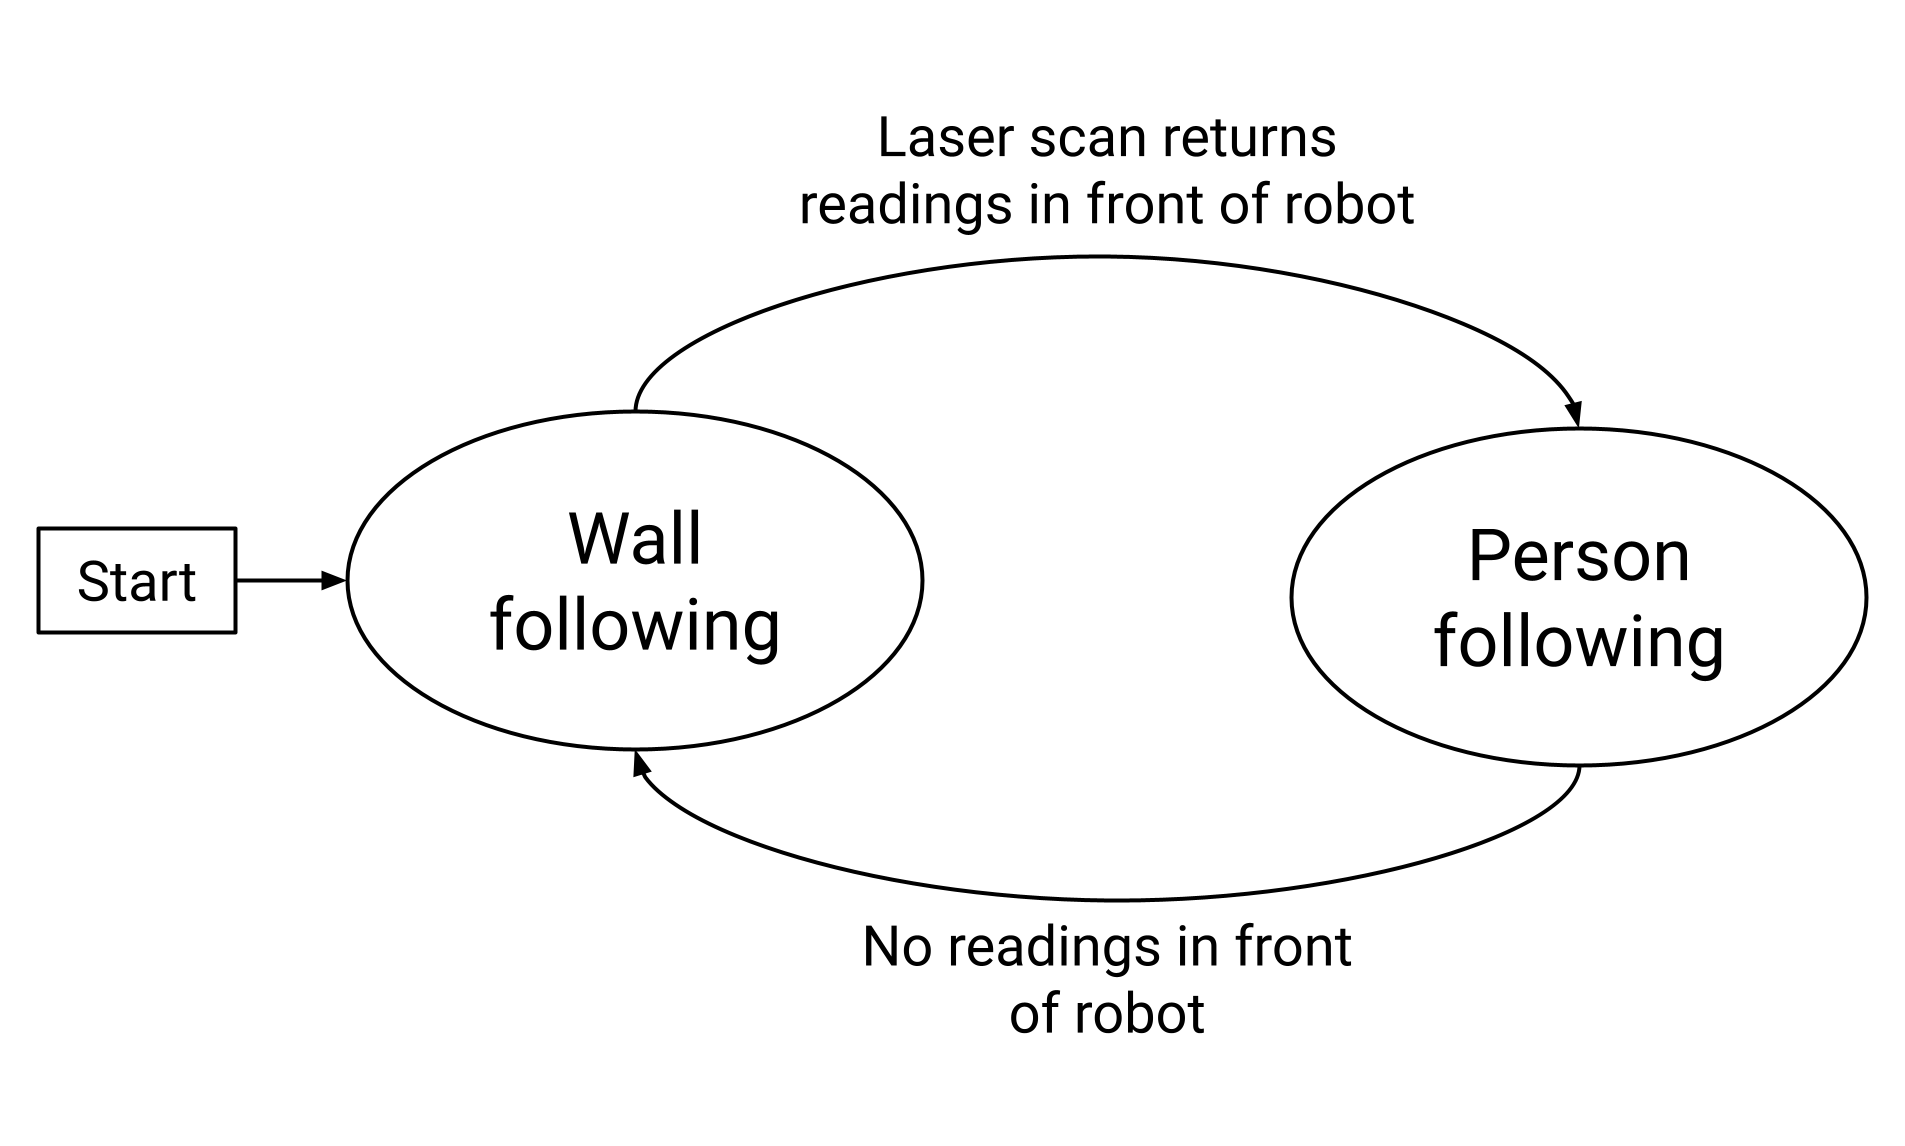 Laser scan returns
readings in front of robot
Start
Wall
following
Person
following
No readings in front
of robot